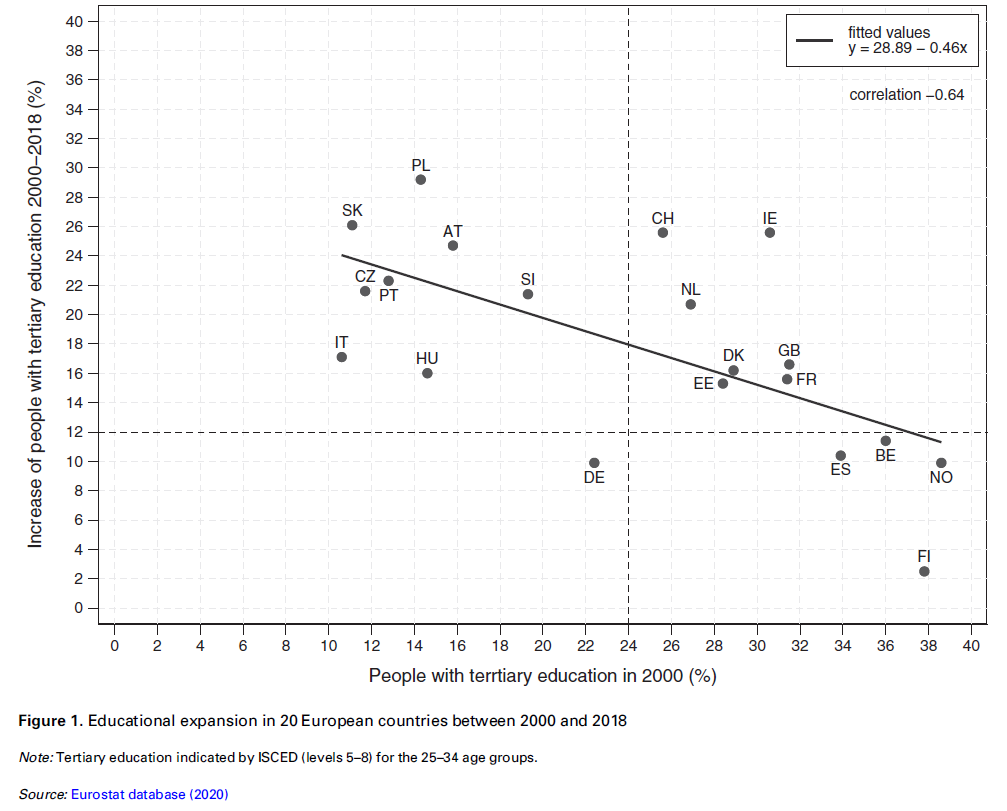 40
38
36
34
32
30
28
26
24
22
20
18
16
14
12
10
8
6
4
2
0
Increase of people with tertiary education 2000–2018 (%)
fitted values
y = 28.89 – 0.46x
correlation –0.64
PL
SK
AT
CH
IE
CZ
PT
SI
NL
IT
HU
DK
GB
EE
FR
DE
ES
BE
NO
FI
0 2 4 6 8 10 12 14 16 18 20 22 24 26 28 30 32 34 36 38 40
People with terrtiary education in 2000 (%)
Figure 1. Educational expansion in 20 European countries between 2000 and 2018
Note: Tertiary education indicated by ISCED (levels 5–8) for the 25–34 age groups.
Source: Eurostat database (2020)